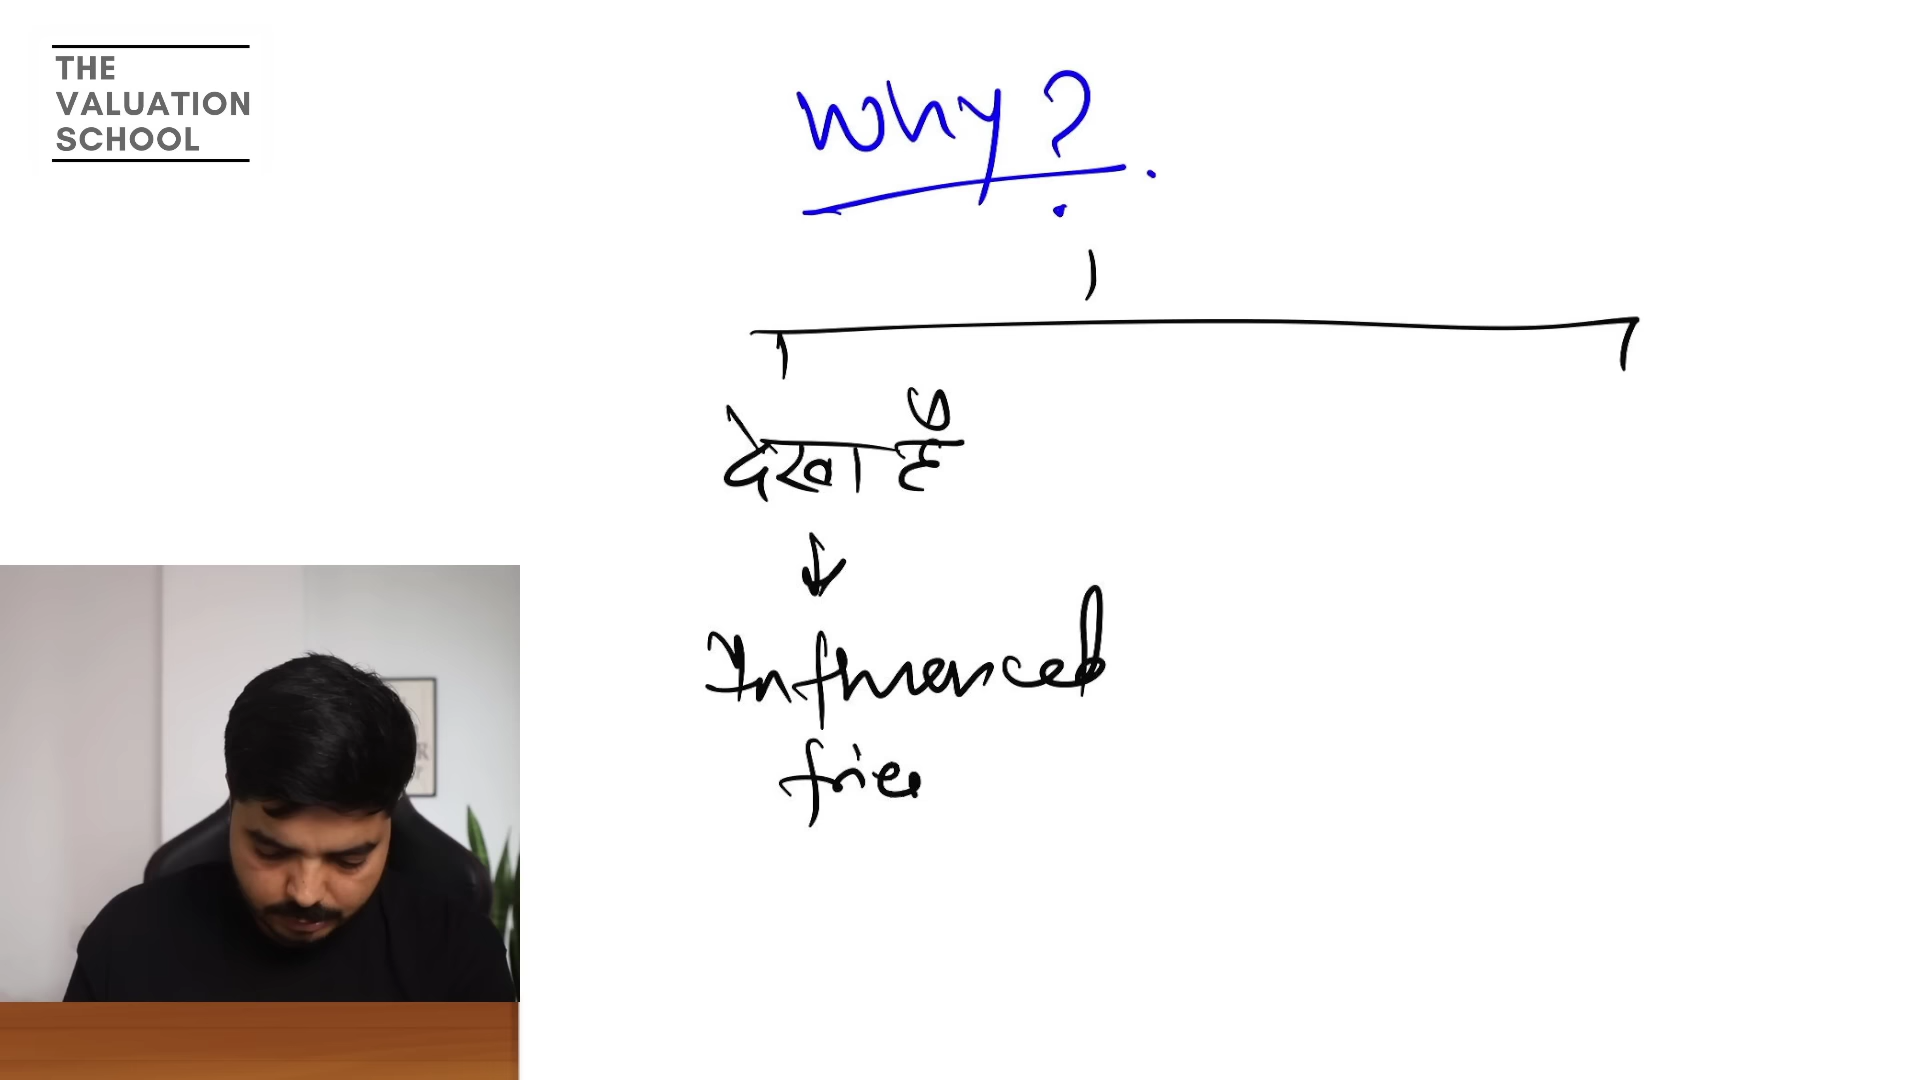 THE
VALUATION
SCHOOL
Why?
देखा है
Influenced
frie